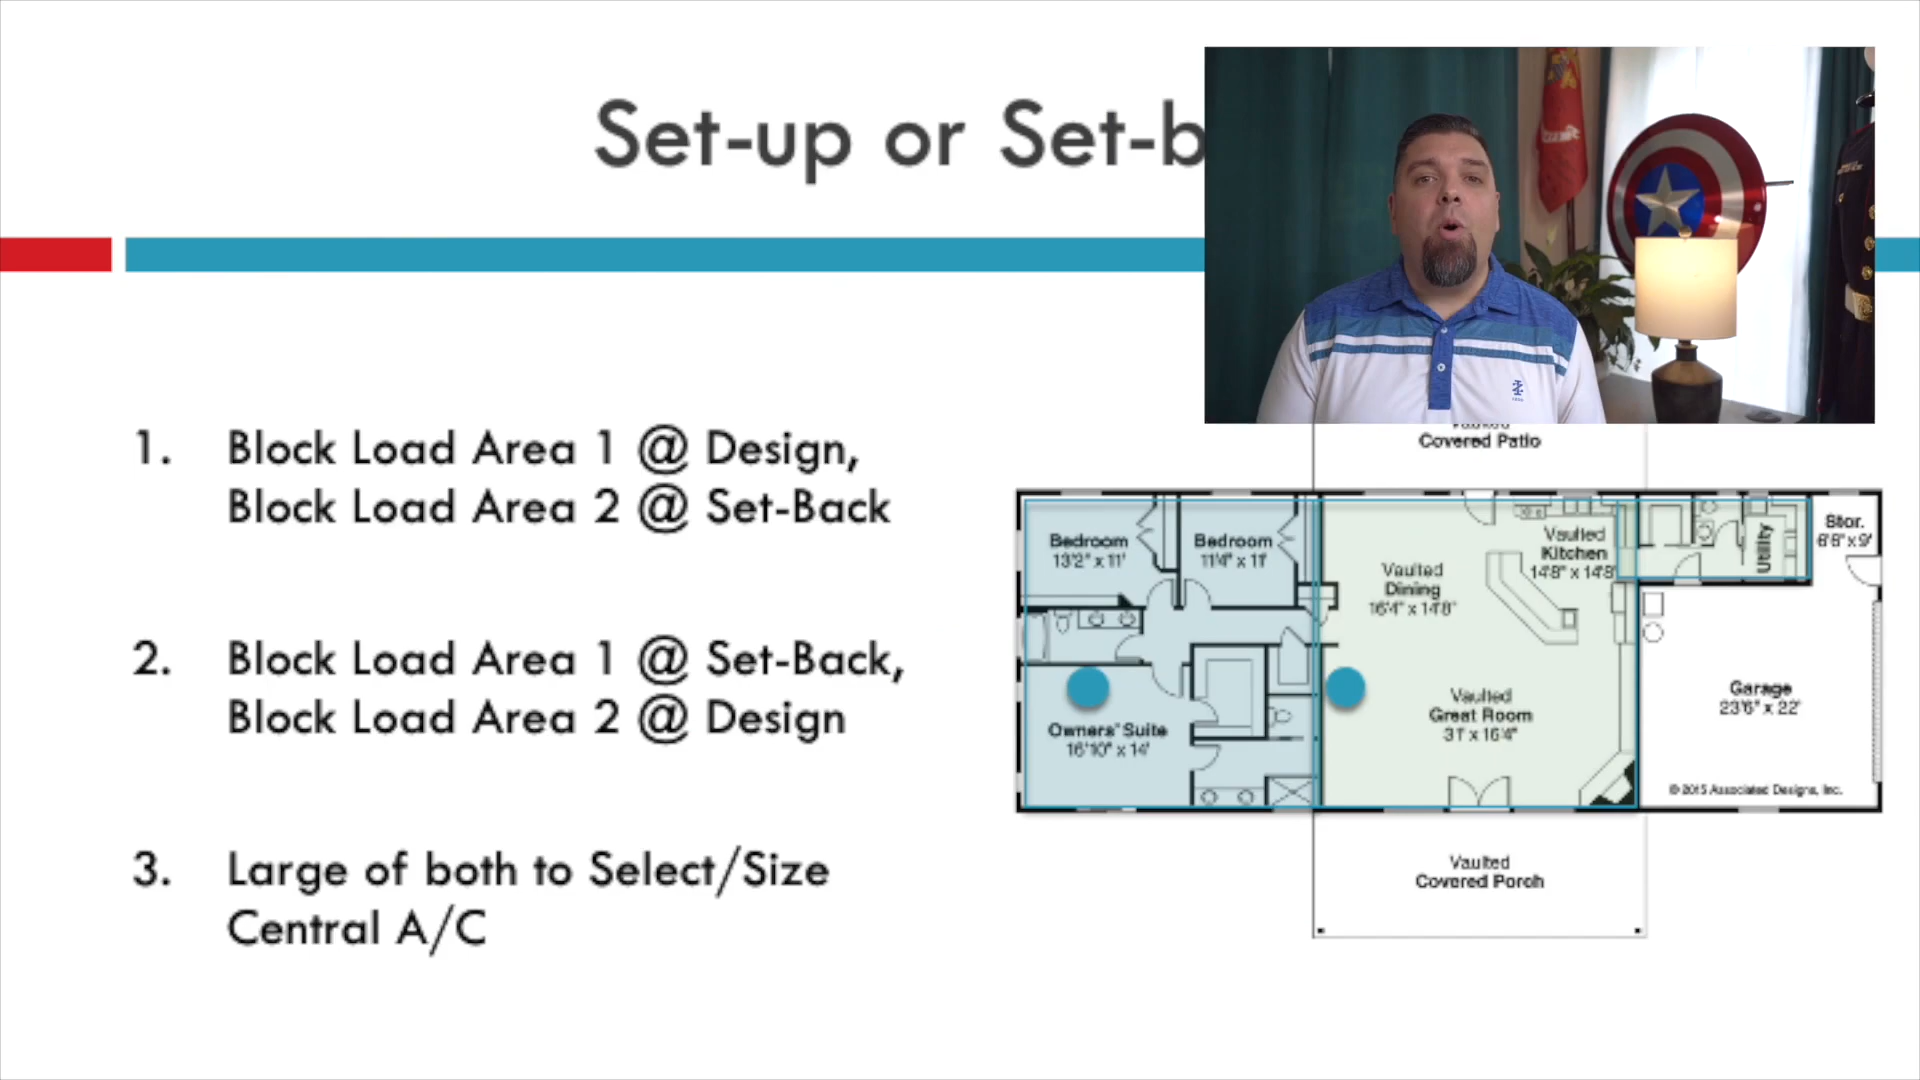 Set-up or Set-b
1. Block Load Area 1 @ Design,
Block Load Area 2 @ Set-Back
2. Block Load Area 1 @ Set-Back,
Block Load Area 2 @ Design
3. Large of both to Select/Size
Central A/C
Vaulted
Covered Patio
Bedroom
13'2" x 11'
Bedroom
11'4" x 11'
Vaulted
Kitchen
14'8" x 14'8"
Utility
Stor.
6'6" x 9'
Vaulted
Dining
16'4" x 14'8"
Owners' Suite
16'10" x 14'
Vaulted
Great Room
31' x 16'4"
Garage
23'6" x 22'
© 2015 Associated Designs, Inc.
Vaulted
Covered Porch